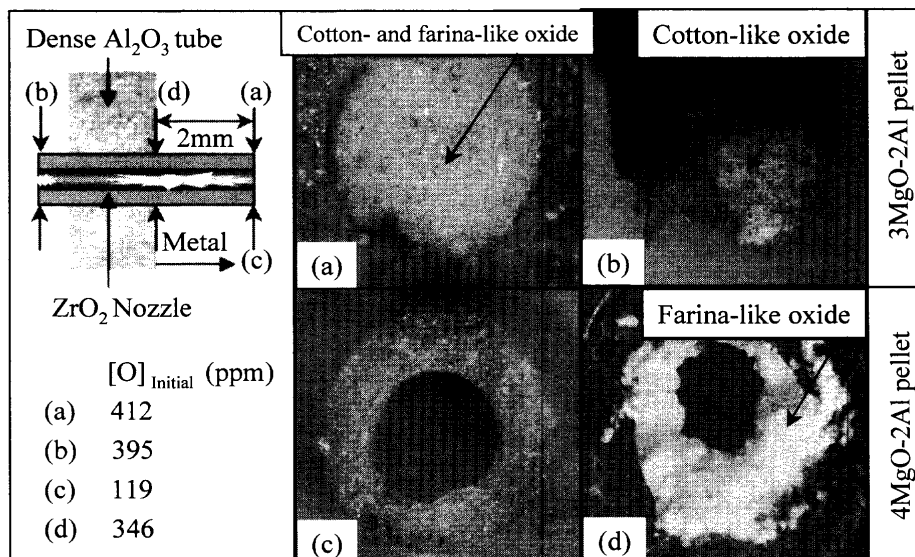 Dense Al₂O₃ tube
(b) (d) (a)
2mm
Metal
(c)
ZrO₂ Nozzle
[O] Initial (ppm)
(a) 412
(b) 395
(c) 119
(d) 346
Cotton- and farina-like oxide
(a)
Cotton-like oxide
(b)
3MgO-2Al pellet
(c)
Farina-like oxide
(d)
4MgO-2Al pellet